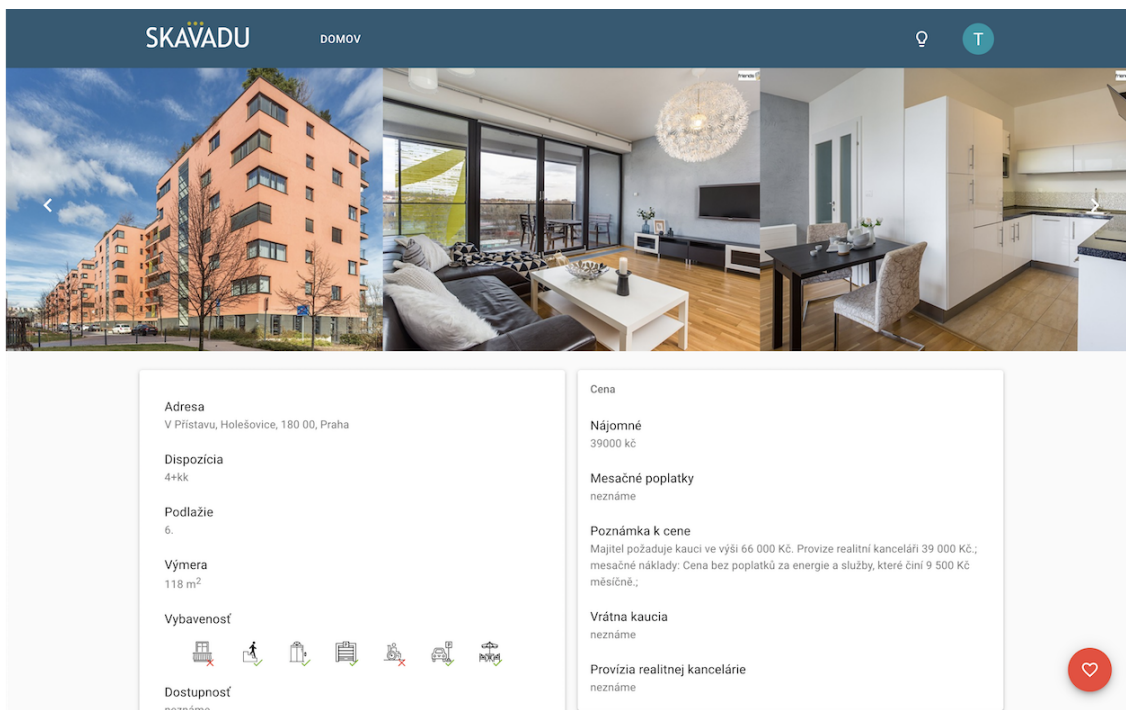 SKAVADU
DOMOV
T
Adresa
V Přístavu, Holešovice, 180 00, Praha
Dispozícia
4+kk
Podlažie
6.
Výmera
118 m²
Vybavenosť
Dostupnosť
neznáme
Cena
Nájomné
39000 kč
Mesačné poplatky
neznáme
Poznámka k cene
Majitel požaduje kauci ve výši 66 000 Kč. Provize realitní kanceláři 39 000 Kč.;
mesačné náklady: Cena bez poplatků za energie a služby, které činí 9 500 Kč
měsíčně.;
Vrátna kaucia
neznáme
Provízia realitnej kancelárie
neznáme